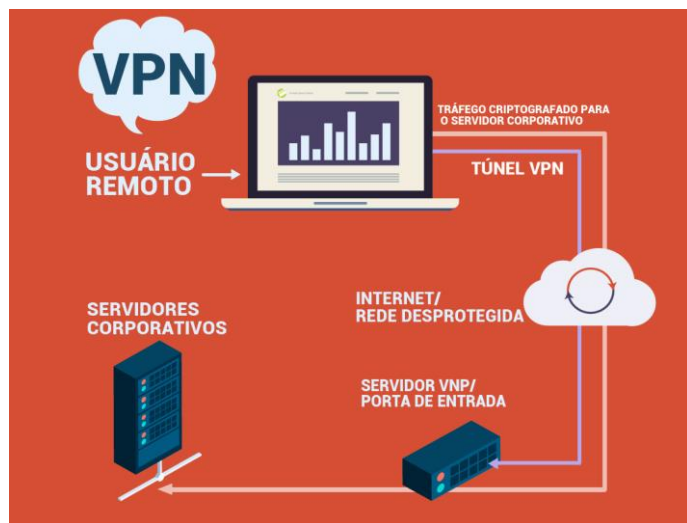 VPN
USUÁRIO
REMOTO
TRÁFEGO CRIPTOGRAFADO PARA
O SERVIDOR CORPORATIVO
TÚNEL VPN
INTERNET/
REDE DESPROTEGIDA
SERVIDORES
CORPORATIVOS
SERVIDOR VNP/
PORTA DE ENTRADA